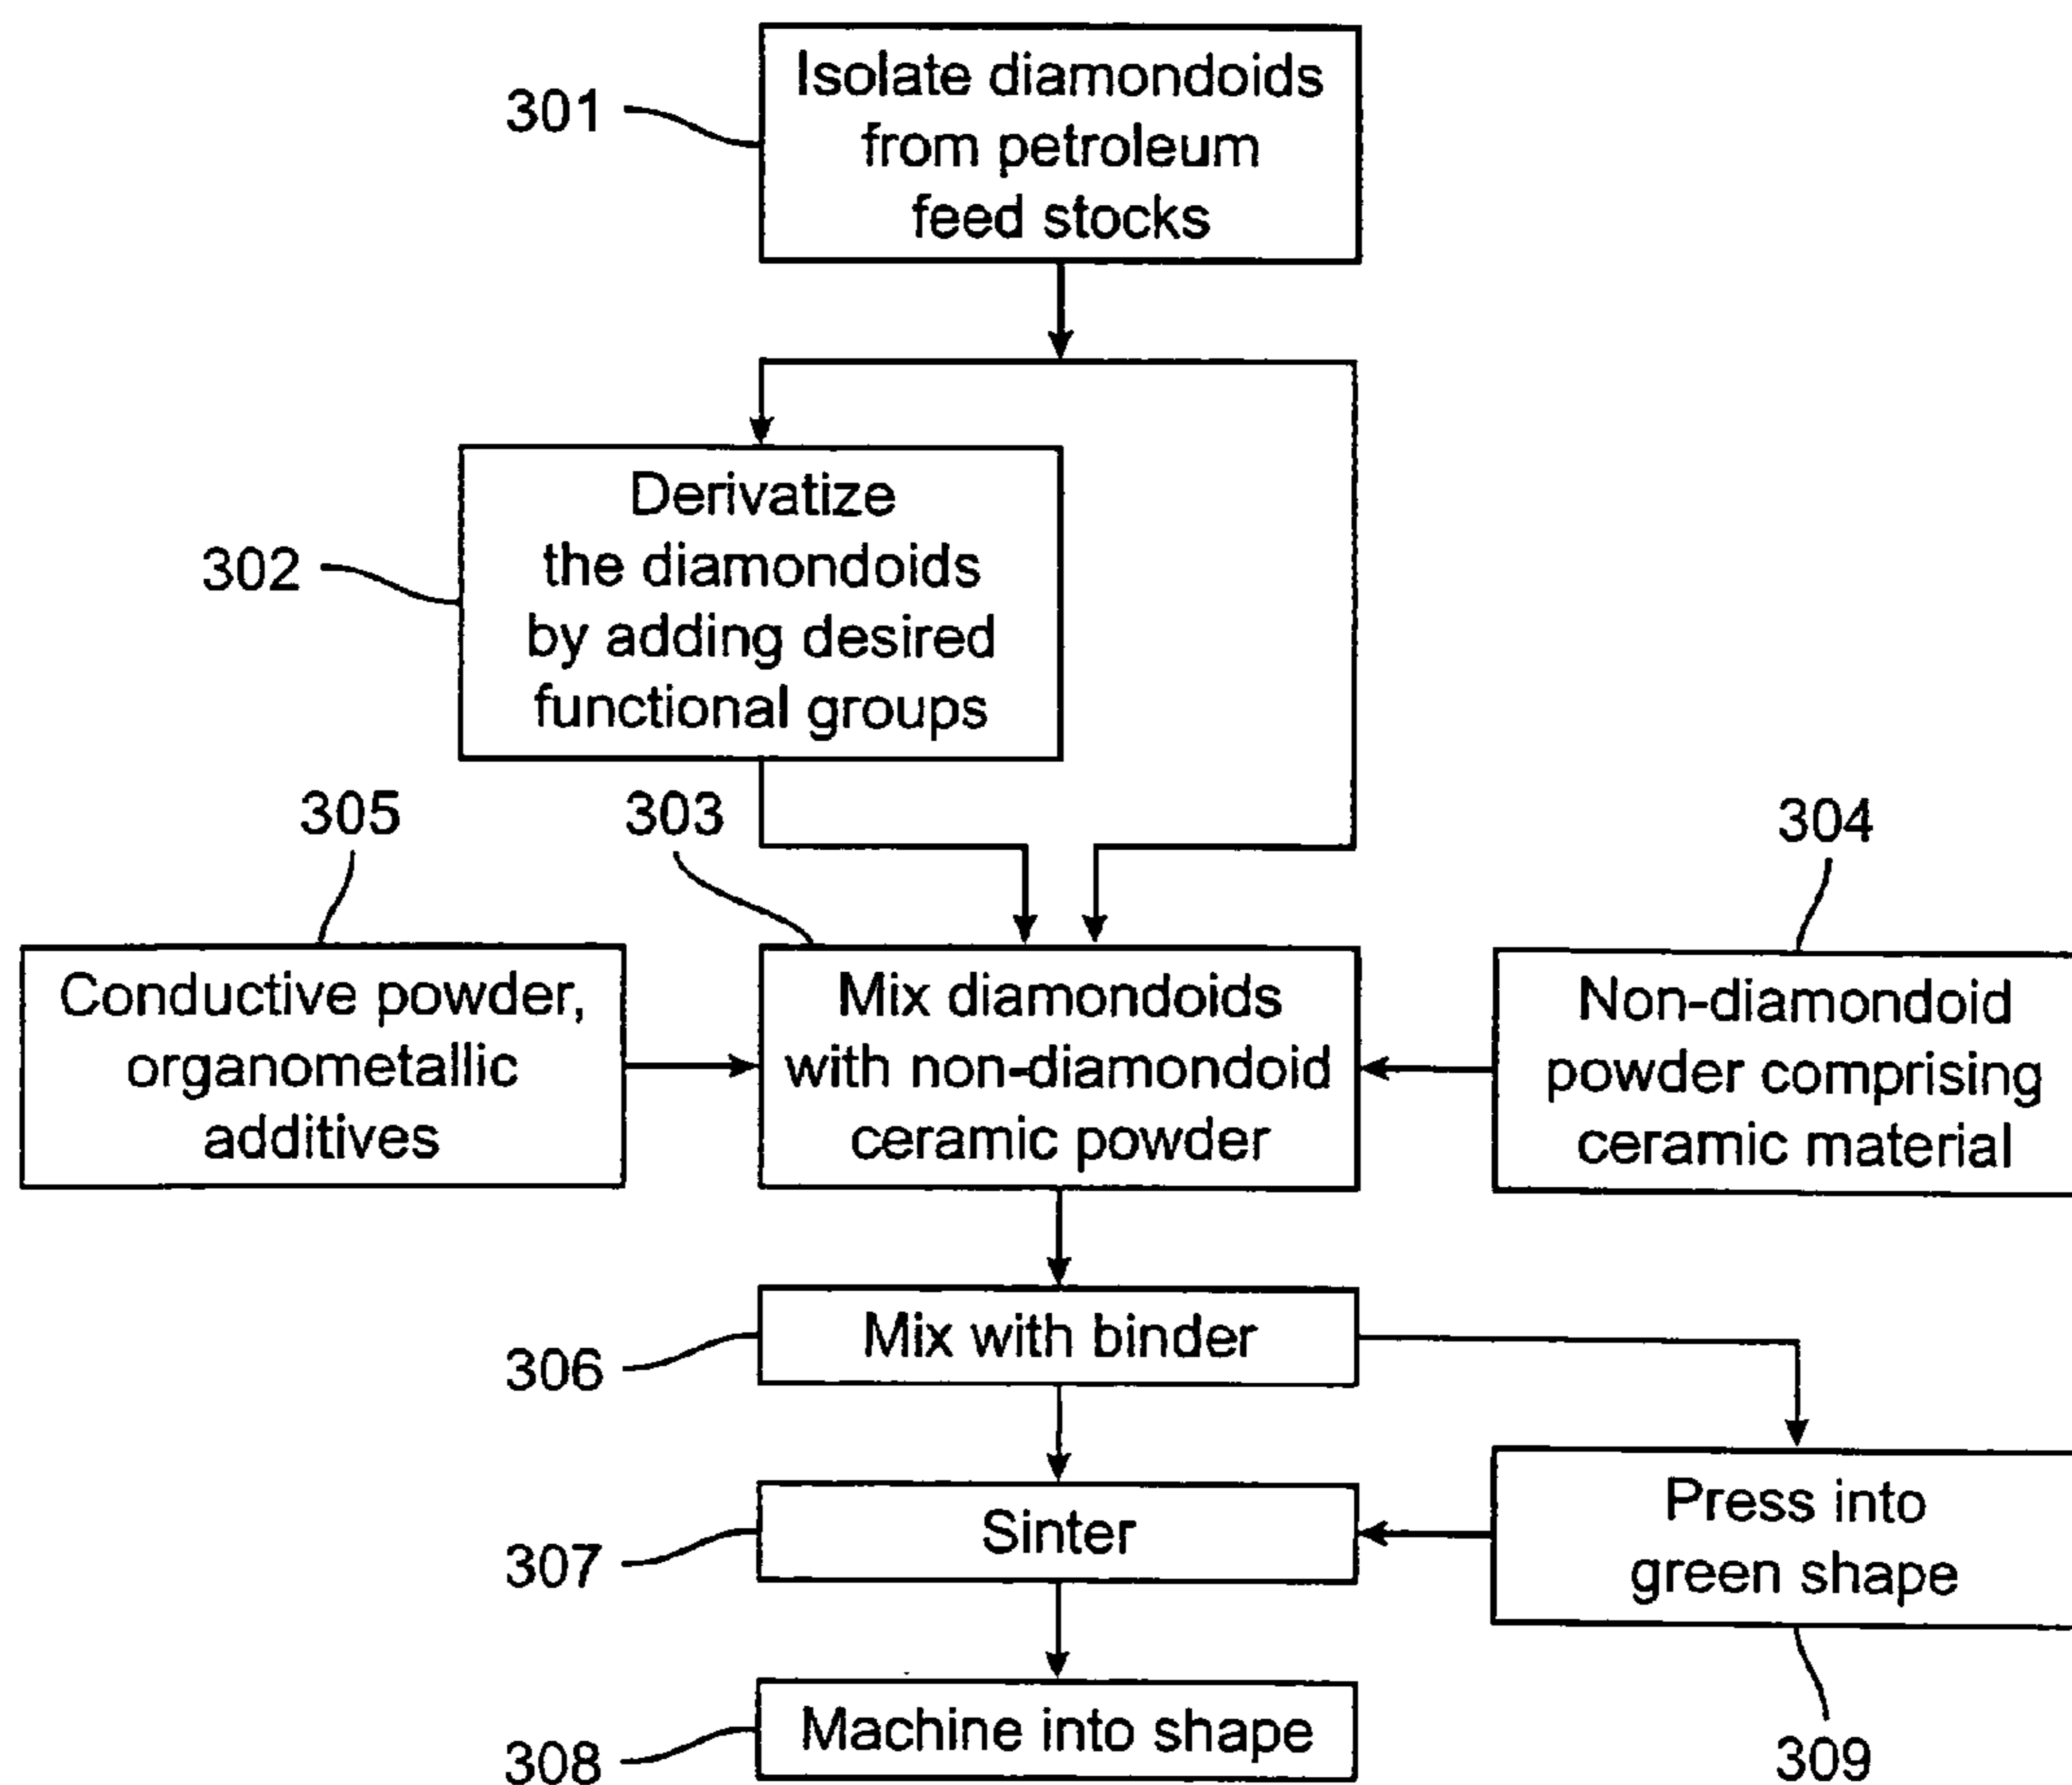 301
Isolate diamondoids
from petroleum
feed stocks
302
Derivatize
the diamondoids
by adding desired
functional groups
305
303
304
Conductive powder,
organometallic
additives
Mix diamondoids
with non-diamondoid
ceramic powder
Non-diamondoid
powder comprising
ceramic material
306
Mix with binder
307
Sinter
Press into
green shape
308
Machine into shape
309